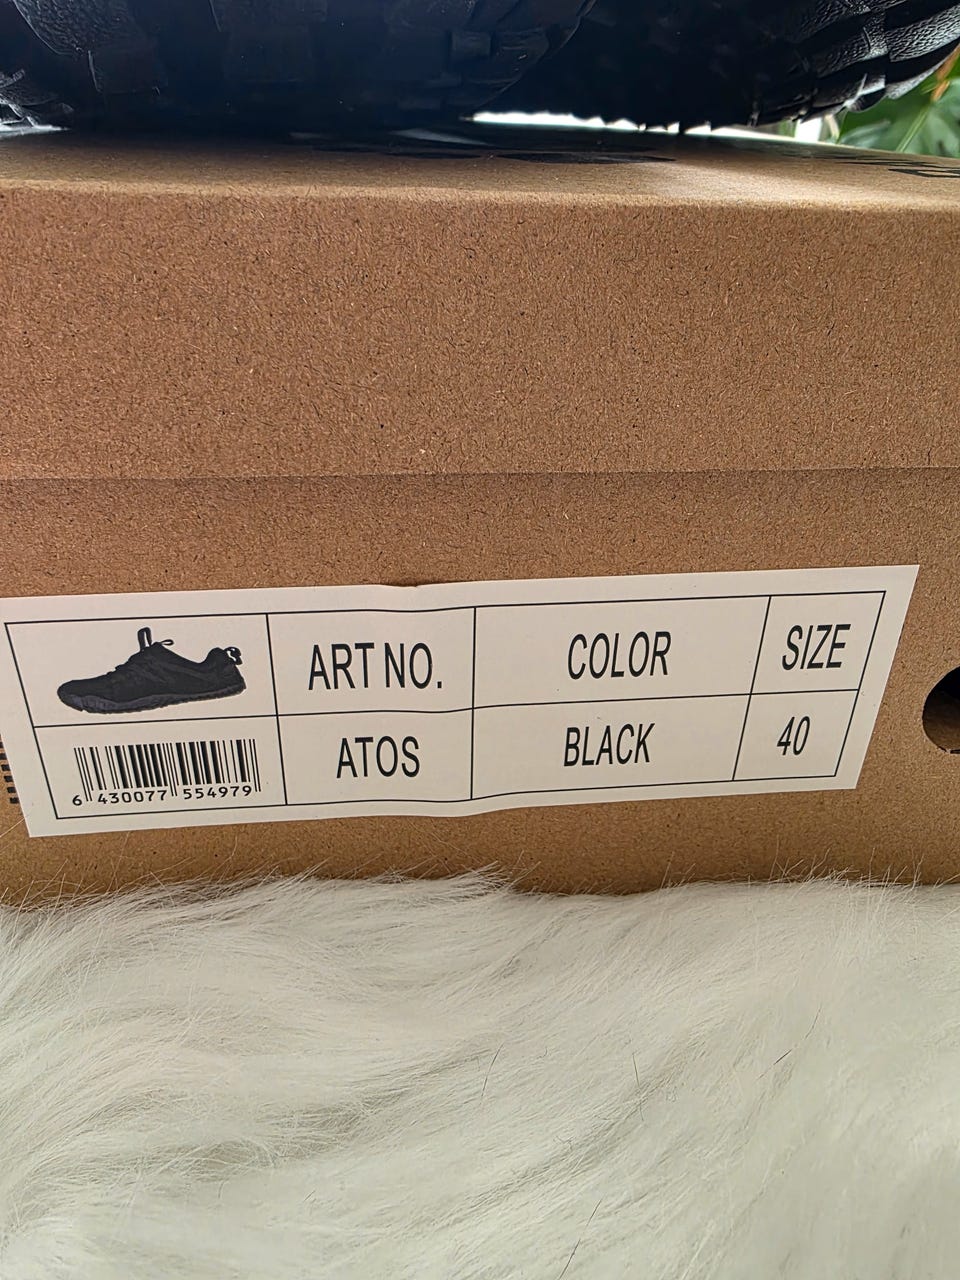 ART NO. COLOR SIZE
ATOS BLACK 40
6 430077 554979